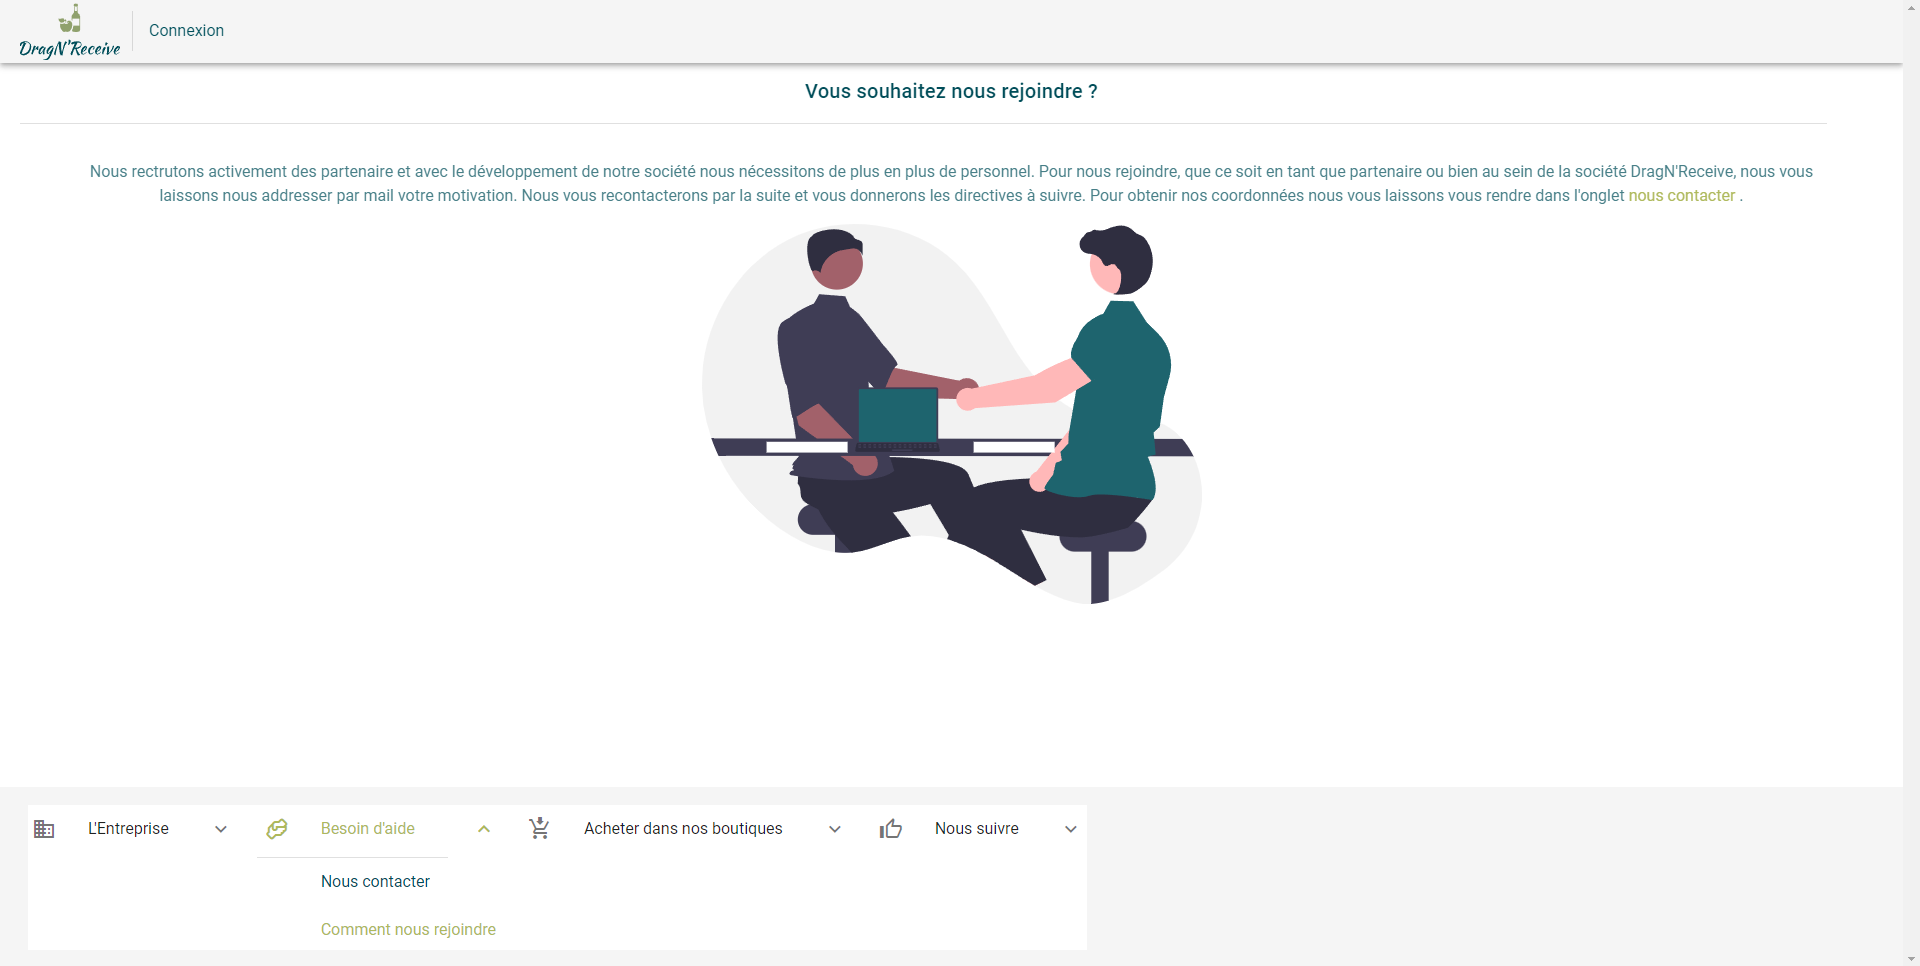 DragN'Receive
Connexion
Vous souhaitez nous rejoindre ?
Nous rectrutons activement des partenaire et avec le développement de notre société nous nécessitons de plus en plus de personnel. Pour nous rejoindre, que ce soit en tant que partenaire ou bien au sein de la société DragN'Receive, nous vous
laissons nous addresser par mail votre motivation. Nous vous recontacterons par la suite et vous donnerons les directives à suivre. Pour obtenir nos coordonnées nous vous laissons vous rendre dans l'onglet nous contacter .
L'Entreprise
Besoin d'aide
Acheter dans nos boutiques
Nous suivre
Nous contacter
Comment nous rejoindre